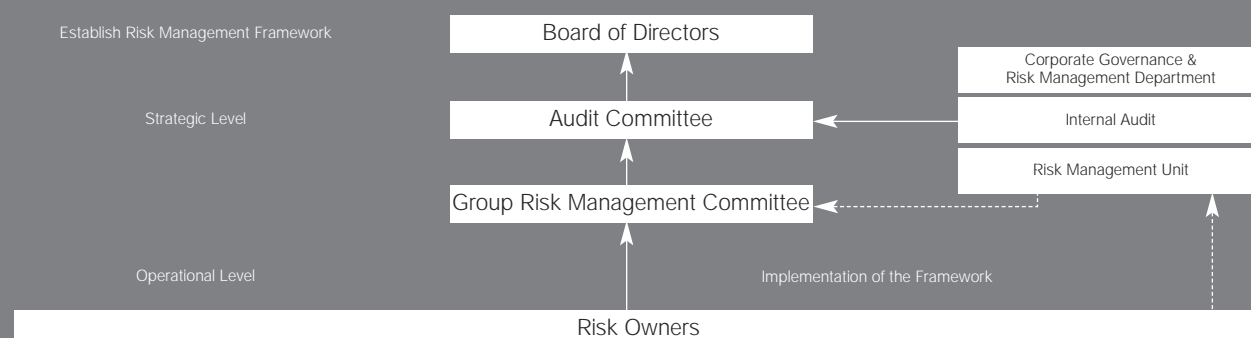 Establish Risk Management Framework
Board of Directors
Corporate Governance &
Risk Management Department
Strategic Level
Audit Committee
Internal Audit
Risk Management Unit
Group Risk Management Committee
Operational Level
Implementation of the Framework
Risk Owners